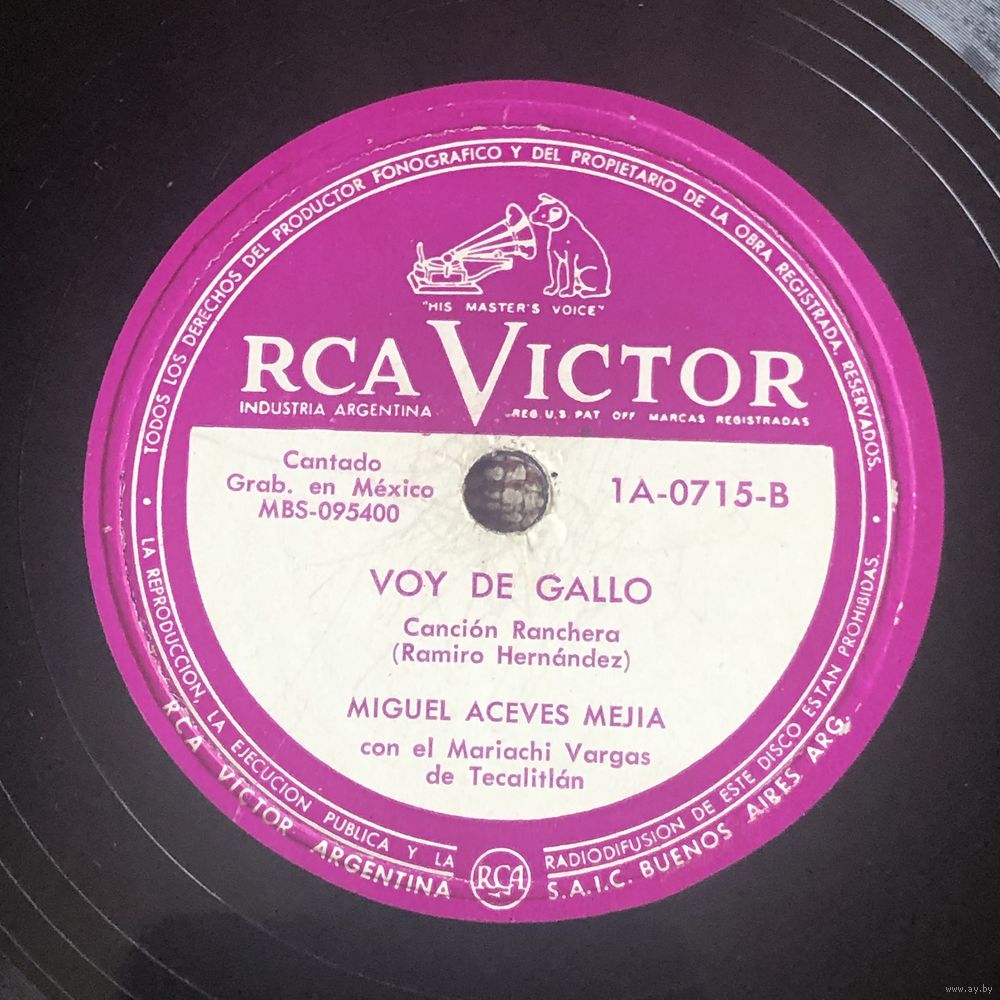 TODOS LOS DERECHOS DEL PRODUCTOR FONOGRAFICO Y DEL PROPIETARIO DE LA OBRA REGISTRADA, RESERVADOS.
"HIS MASTER'S VOICE"
RCA VICTOR
INDUSTRIA ARGENTINA
REG. U.S. PAT OFF MARCAS REGISTRADAS
Cantado
Grab. en México
MBS-095400
1A-0715-B
VOY DE GALLO
Canción Ranchera
(Ramiro Hernández)
MIGUEL ACEVES MEJIA
con el Mariachi Vargas
de Tecalitlán
LA REPRODUCCION, LA EJECUCION PUBLICA Y LA RADIODIFUSION DE ESTE DISCO ESTAN PROHIBIDAS.
RCA VICTOR ARGENTINA S.A.I.C. BUENOS AIRES ARG.
RCA
www.ay.by